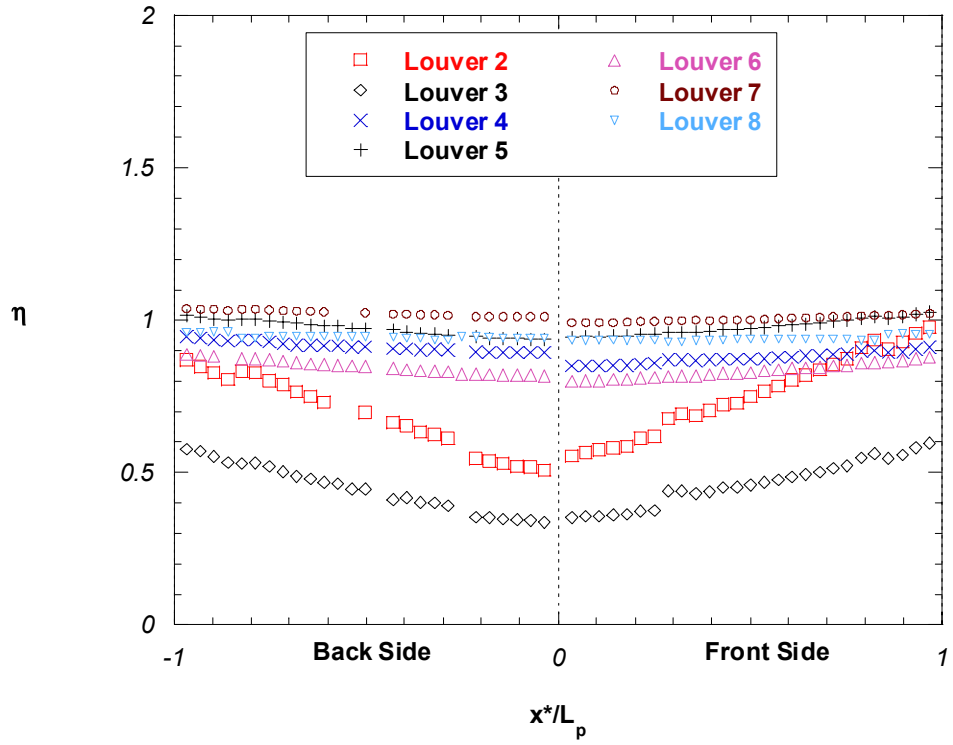 2
Louver 2
Louver 6
Louver 3
Louver 7
Louver 4
Louver 8
Louver 5
1.5
η
1
0.5
0
-1
Back Side
0
Front Side
1
x*/Lp